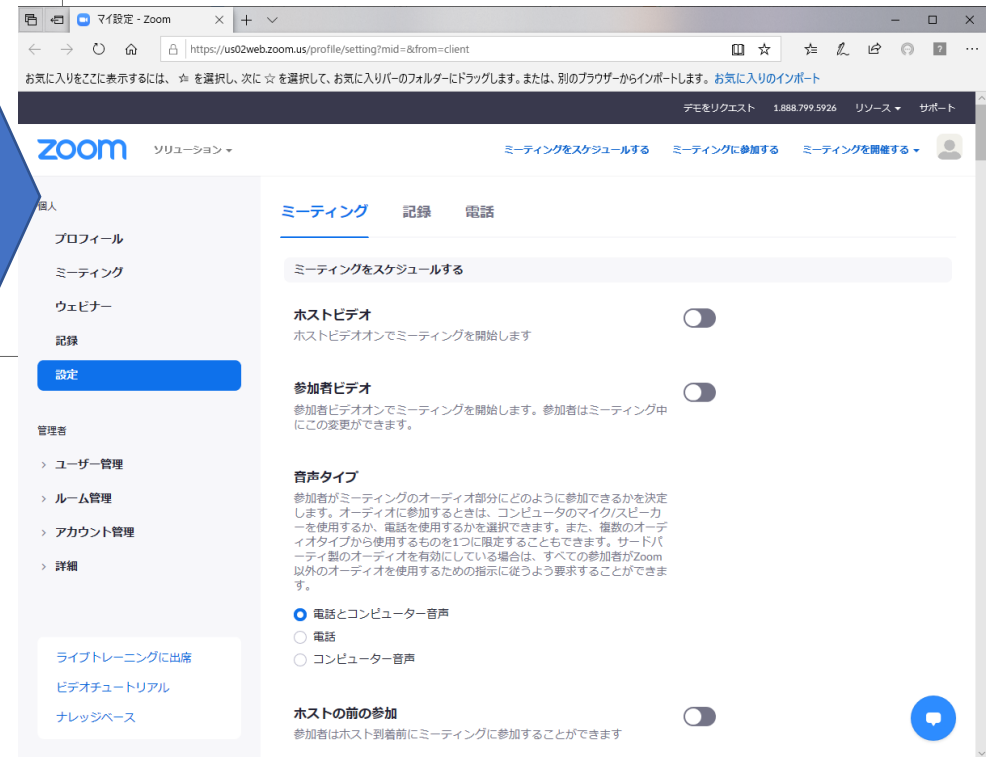 マイ設定 - Zoom
https://us02web.zoom.us/profile/setting?mid=&from=client
お気に入りをここに表示するには、 を選択し、次に ☆ を選択して、お気に入りバーのフォルダーにドラッグします。または、別のブラウザーからインポートします。 お気に入りのインポート
デモをリクエスト 1.888.799.5926 リソース サポート
zoom ソリューション ミーティングをスケジュールする ミーティングに参加する ミーティングを開催する
個人
プロフィール
ミーティング
ウェビナー
記録
設定
管理者
ユーザー管理
ルーム管理
アカウント管理
詳細
ライブトレーニングに出席
ビデオチュートリアル
ナレッジベース
ミーティング 記録 電話
ミーティングをスケジュールする
ホストビデオ
ホストビデオオンでミーティングを開始します
参加者ビデオ
参加者ビデオオンでミーティングを開始します。参加者はミーティング中
にこの変更ができます。
音声タイプ
参加者がミーティングのオーディオ部分にどのように参加できるかを決定
します。オーディオに参加するときは、コンピュータのマイク/スピーカ
ーを使用するか、電話を使用するかを選択できます。また、複数のオーデ
ィオタイプから使用するものを1つに限定することもできます。サードパ
ーティ製のオーディオを有効にしている場合は、すべての参加者がZoom
以外のオーディオを使用するための指示に従うよう要求することができま
す。
電話とコンピューター音声
電話
コンピューター音声
ホストの前の参加
参加者はホスト到着前にミーティングに参加することができます